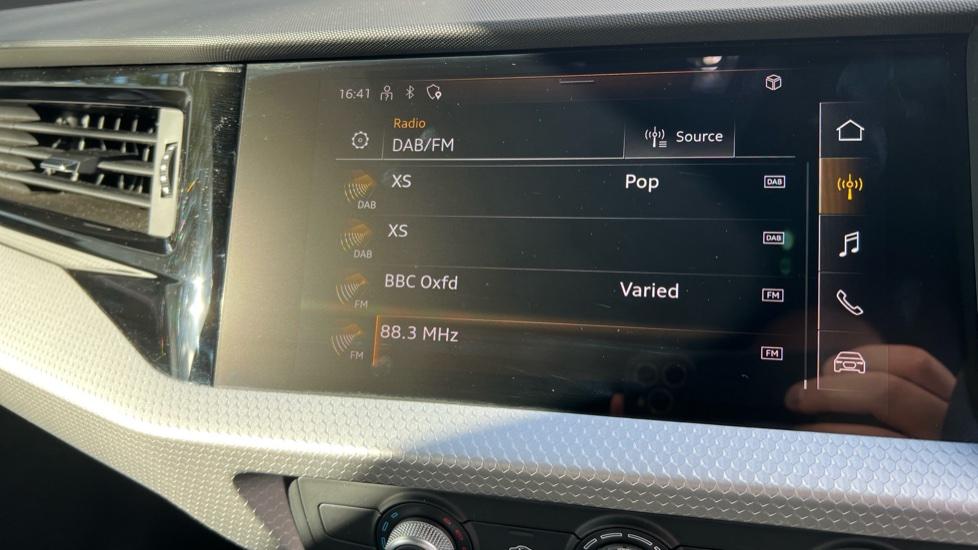 16:41
Radio
DAB/FM
Source
XS Pop DAB
DAB
XS DAB
DAB
BBC Oxfd Varied FM
FM
88.3 MHz FM
FM